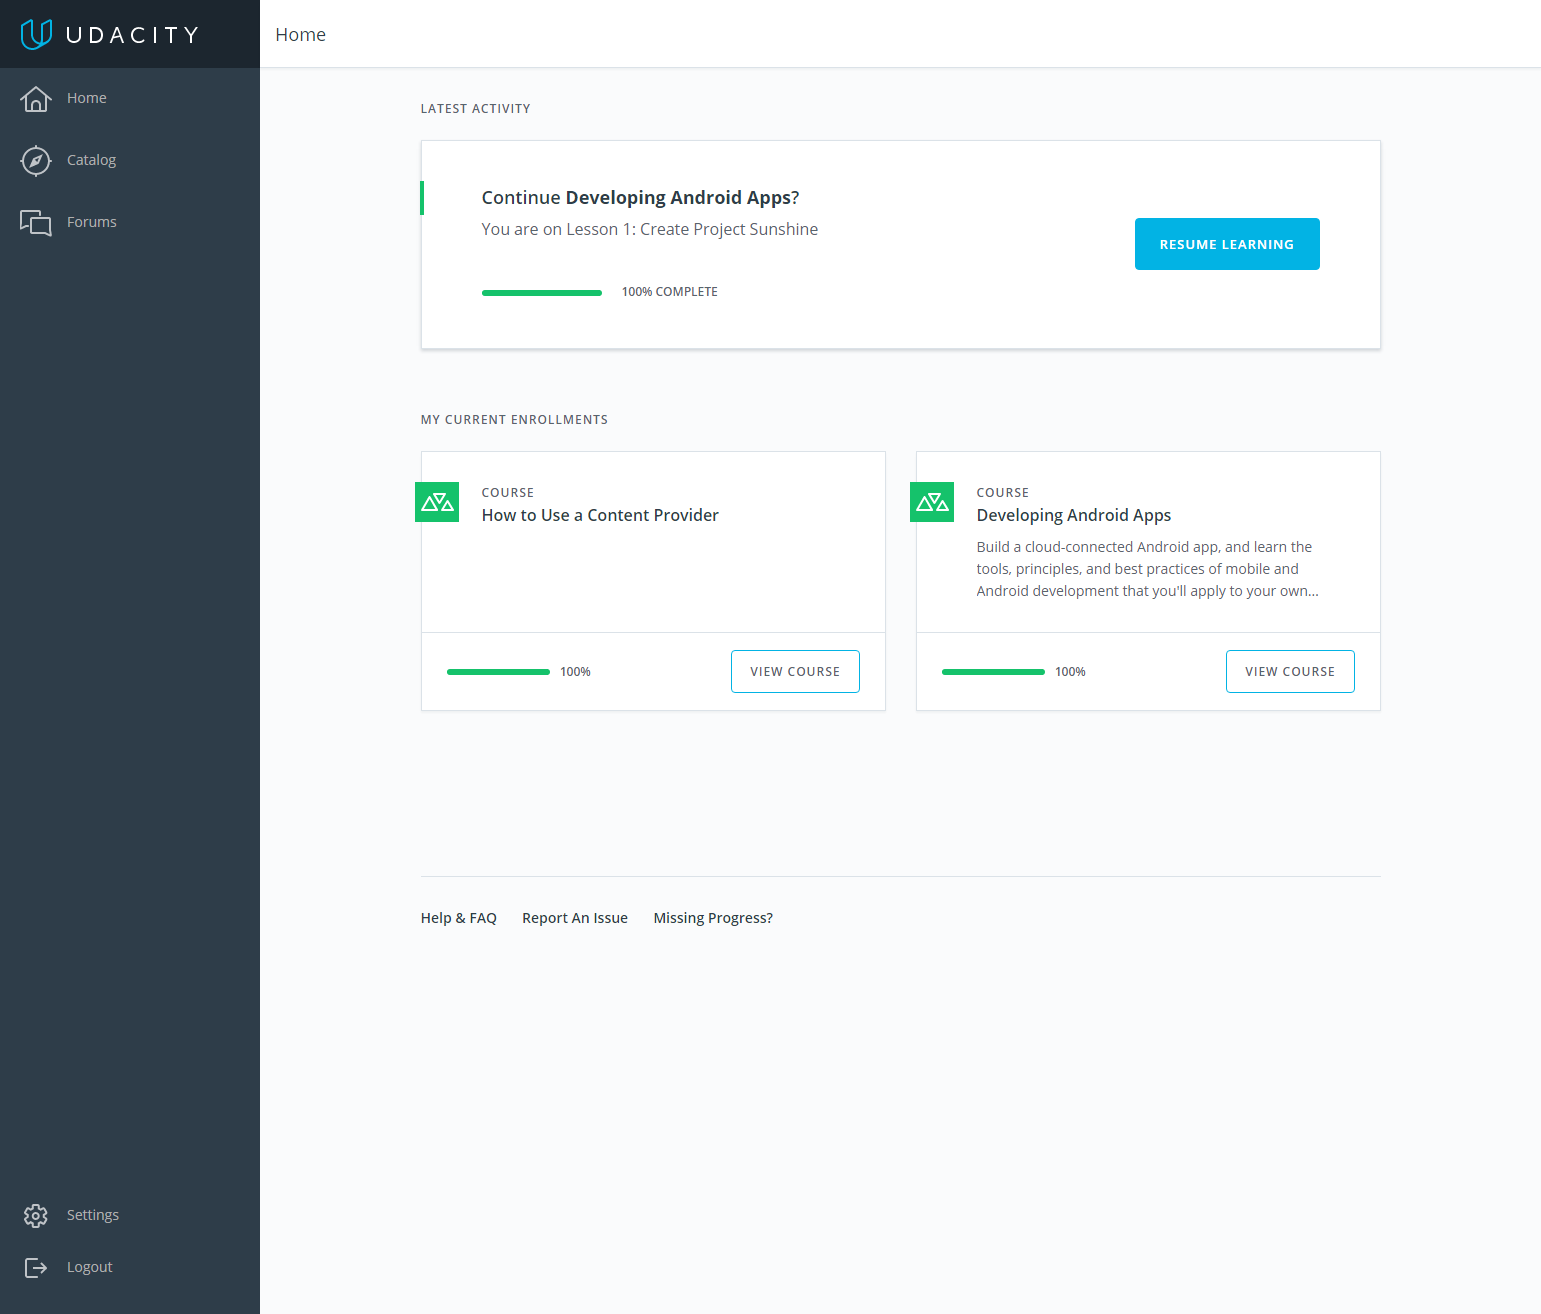 UDACITY
Home
Catalog
Forums
Settings
Logout
Home
LATEST ACTIVITY
Continue Developing Android Apps?
You are on Lesson 1: Create Project Sunshine
100% COMPLETE
RESUME LEARNING
MY CURRENT ENROLLMENTS
COURSE
How to Use a Content Provider
100%
VIEW COURSE
COURSE
Developing Android Apps
Build a cloud-connected Android app, and learn the
tools, principles, and best practices of mobile and
Android development that you'll apply to your own...
100%
VIEW COURSE
Help & FAQ
Report An Issue
Missing Progress?